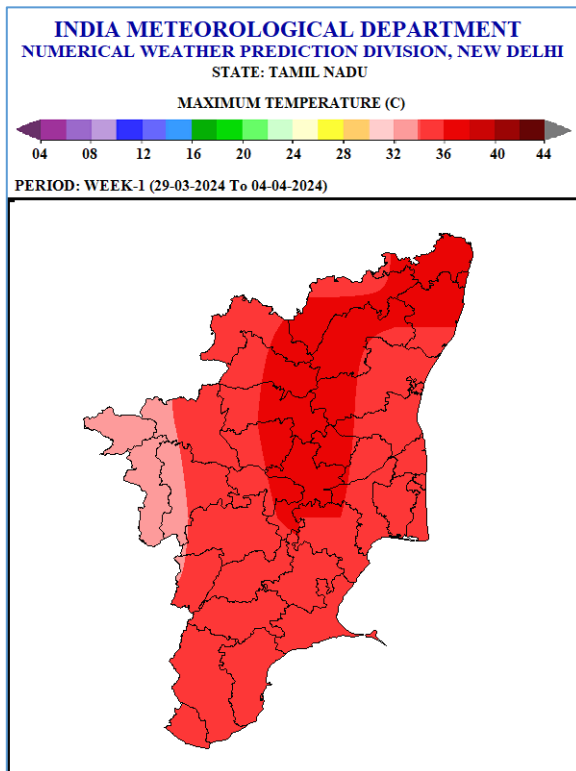 INDIA METEOROLOGICAL DEPARTMENT
NUMERICAL WEATHER PREDICTION DIVISION, NEW DELHI
STATE: TAMIL NADU
MAXIMUM TEMPERATURE (C)
04 08 12 16 20 24 28 32 36 40 44
PERIOD: WEEK-1 (29-03-2024 To 04-04-2024)